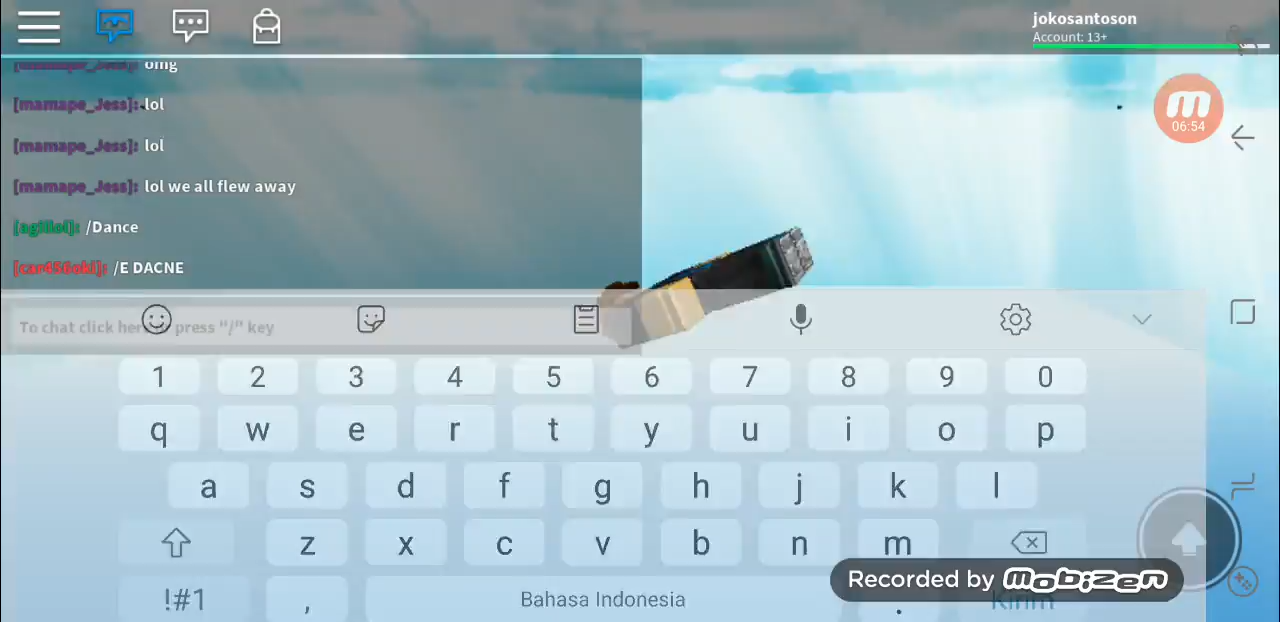 jokosantoson
Account: 13+
[mamape_Jess]: omg
[mamape_Jess]: lol
[mamape_Jess]: lol
[mamape_Jess]: lol we all flew away
/Dance
/E DACNE
06:54
To chat click here or press "/" key
1 2 3 4 5 6 7 8 9 0
q w e r t y u i o p
a s d f g h j k l
z x c v b n m
!#1 , Bahasa Indonesia . Kirim
Recorded by mobizen